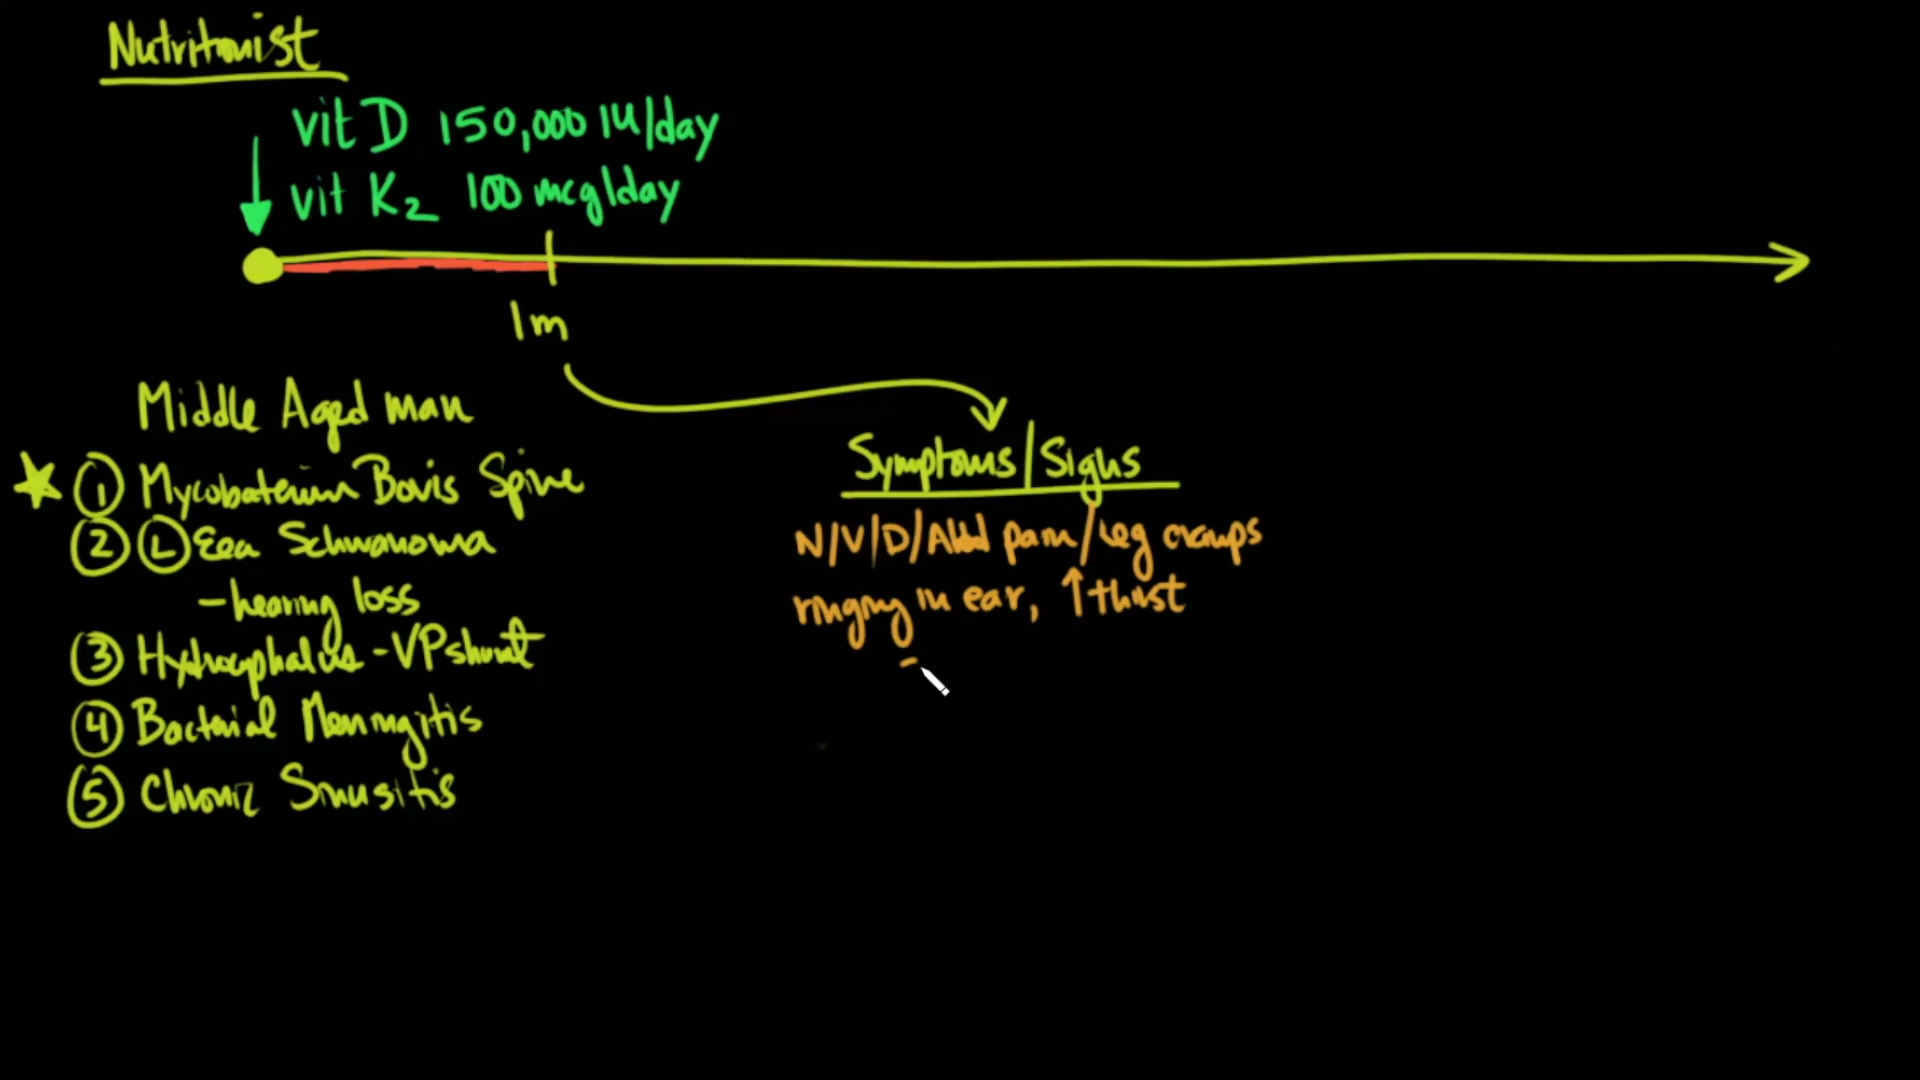 Nutritonist
vit D 150,000 IU/day
vit K2 100 mcg/day
1m
Middle Aged man
① Mycobaterium Bovis Spine
② Ⓛ Ear Schwanoma
- hearing loss
③ Hydrocephalus - VP shunt
④ Bacterial Meningitis
⑤ Chronic Sinusitis
Symptoms/Signs
N/V/D/Abd pain/leg cramps
ringing in ear, ↑thirst